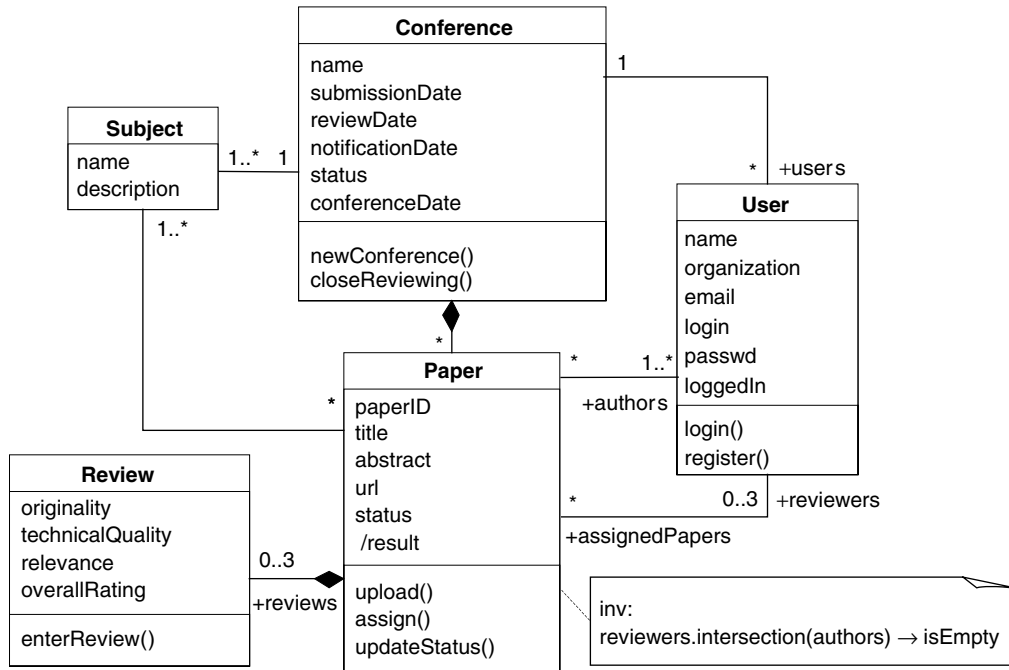 Conference
name
submissionDate
reviewDate
notificationDate
status
conferenceDate
newConference()
closeReviewing()
1
*
+users
Subject
name
description
1..*
1
1..*
*
User
name
organization
email
login
passwd
loggedIn
login()
register()
*
Paper
paperID
title
abstract
url
status
/result
upload()
assign()
updateStatus()
*
1..*
+authors
*
0..3
+reviewers
+assignedPapers
Review
originality
technicalQuality
relevance
overallRating
enterReview()
0..3
+reviews
inv:
reviewers.intersection(authors) → isEmpty